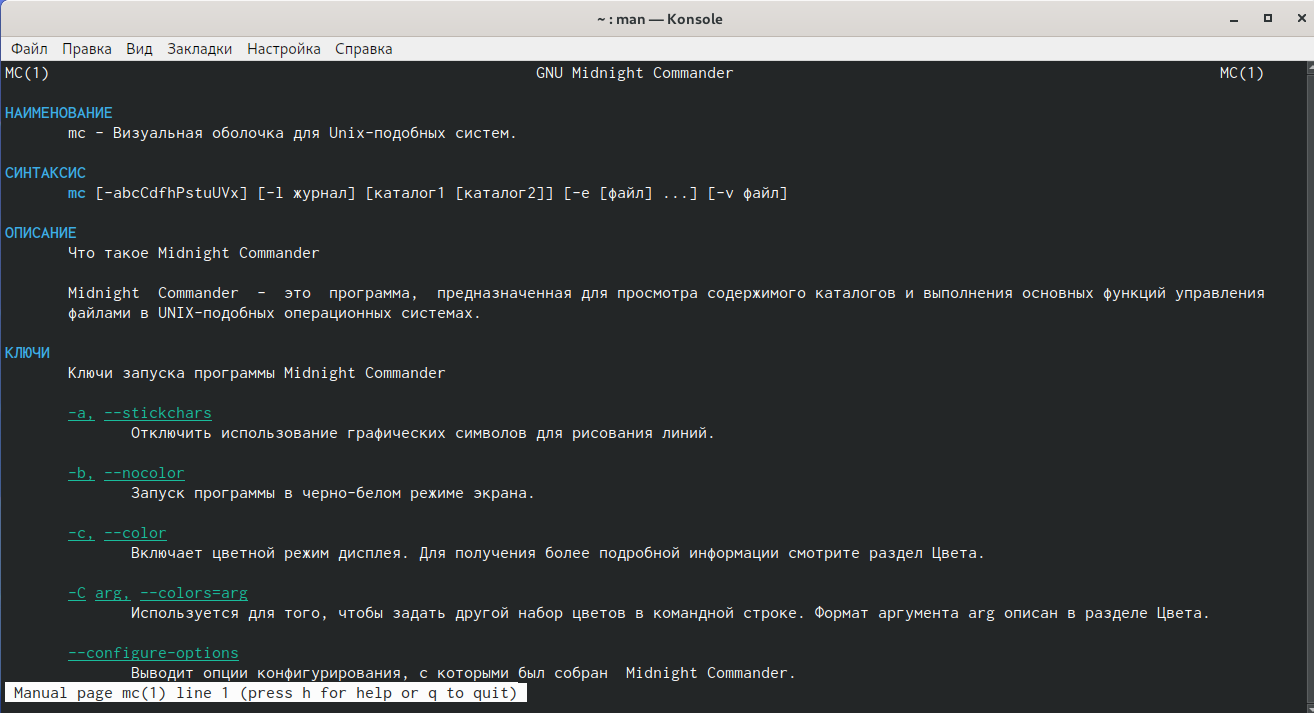 ~ : man — Konsole
Файл Правка Вид Закладки Настройка Справка
MC(1) GNU Midnight Commander MC(1)
НАИМЕНОВАНИЕ
mc - Визуальная оболочка для Unix-подобных систем.
СИНТАКСИС
mc [-abcCdfhPstuUVx] [-l журнал] [каталог1 [каталог2]] [-e [файл] ...] [-v файл]
ОПИСАНИЕ
Что такое Midnight Commander
Midnight Commander - это программа, предназначенная для просмотра содержимого каталогов и выполнения основных функций управления
файлами в UNIX-подобных операционных системах.
КЛЮЧИ
Ключи запуска программы Midnight Commander
-a, --stickchars
Отключить использование графических символов для рисования линий.
-b, --nocolor
Запуск программы в черно-белом режиме экрана.
-c, --color
Включает цветной режим дисплея. Для получения более подробной информации смотрите раздел Цвета.
-C arg, --colors=arg
Используется для того, чтобы задать другой набор цветов в командной строке. Формат аргумента arg описан в разделе Цвета.
--configure-options
Выводит опции конфигурирования, с которыми был собран Midnight Commander.
Manual page mc(1) line 1 (press h for help or q to quit)